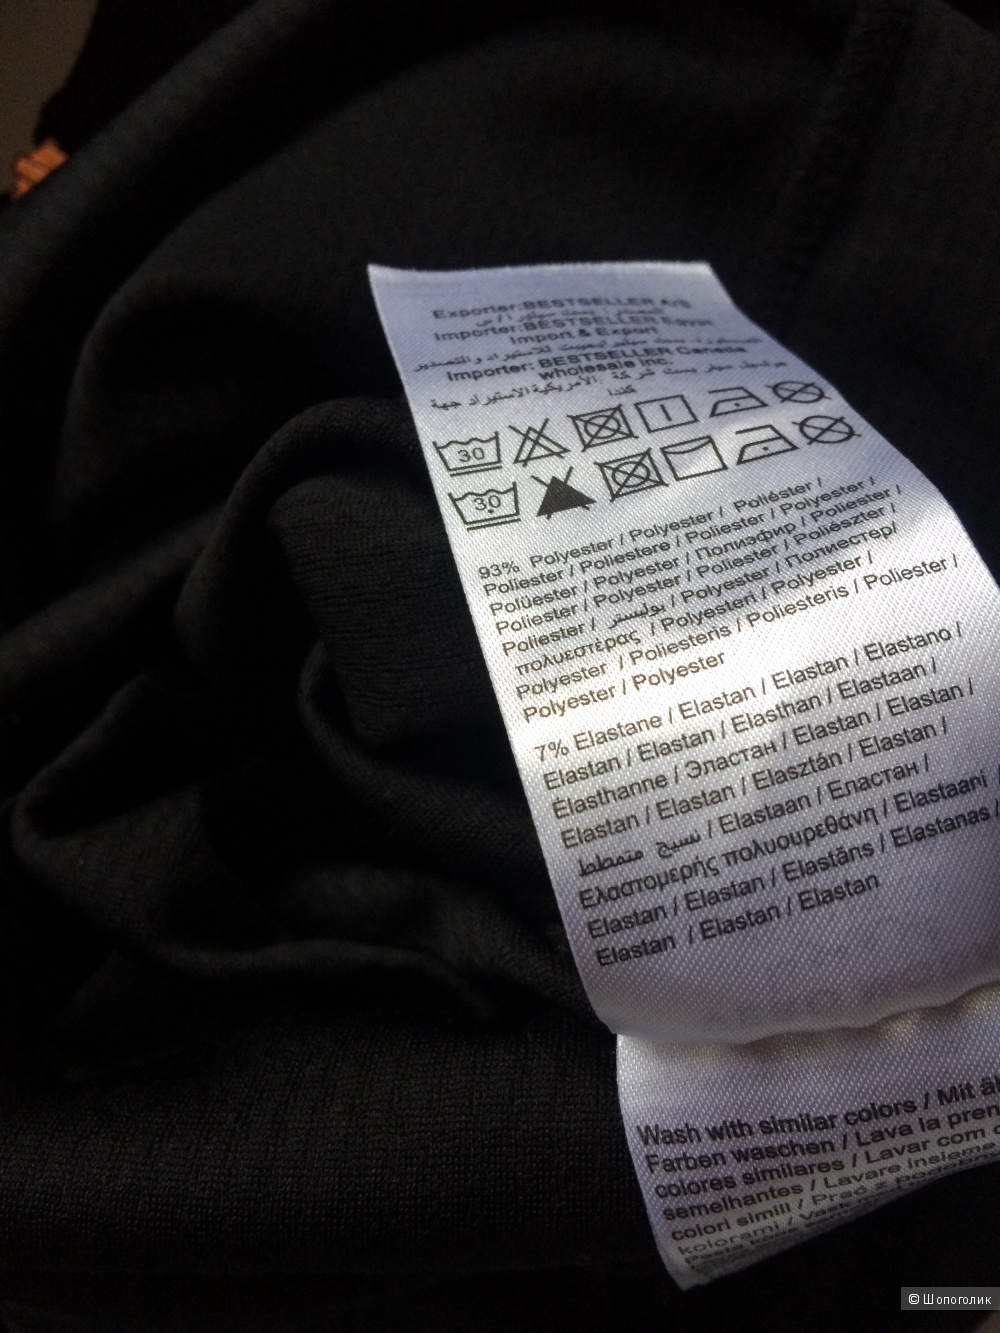 Exporter:BESTSELLER A/S
Importer:BESTSELLER Egypt
Import & Export
Importer: BESTSELLER Canada
wholesale Inc.
كندا
30
30
93% Polyester / Polyester / Poliéster /
Poliester / Poliestere / Poliester / Polyester /
Polüester / Polyester / Полиэфир / Poliester /
Poliester / Polyester / Poliester / Poliészter /
Poliester / بوليستر / Polyester / Полиестер/
πολυεστέρας / Polyesteri / Polyester /
Polyester / Poliesteris / Poliesteris / Poliester /
Polyester / Polyester
7% Elastane / Elastan / Elastan / Elastano /
Elastan / Elastan / Elasthan / Elastaan /
Élasthanne / Эластан / Elastan / Elastan /
Elastan / Elastan / Elasztán / Elastan /
نسيج متمطط / Elastaan / Еластан /
Ελαστομερής πολυουρεθάνη / Elastaani /
Elastan / Elastan / Elastāns / Elastanas /
Elastan / Elastan / Elastan
Wash with similar colors / Mit
Farben waschen / Lava la
colores similares / Lavar com
semelhantes / Lavare insieme
colori simili / Prać z
kolorami /
© Шопоголик